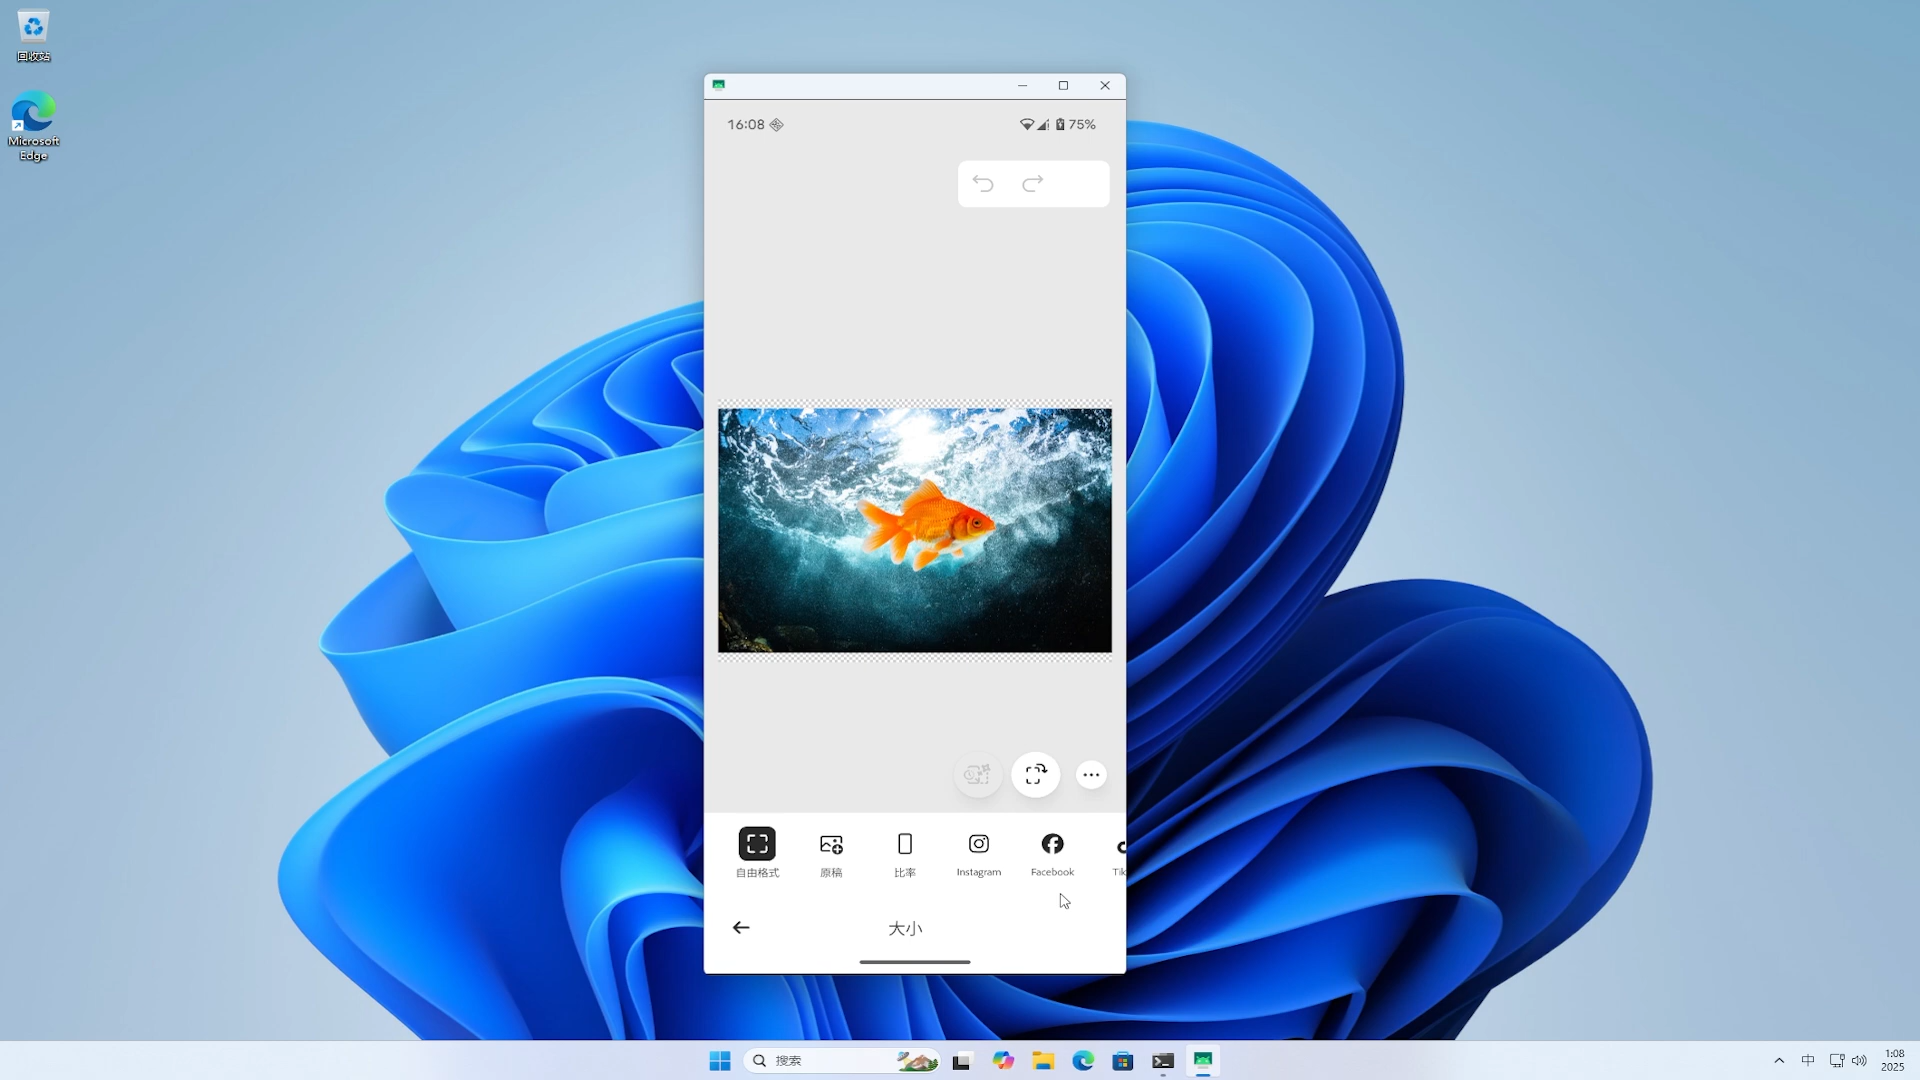 回收站
Microsoft
Edge
16:08
75%
自由格式
原稿
比率
Instagram
Facebook
Tik
大小
搜索
中
1:08
2025